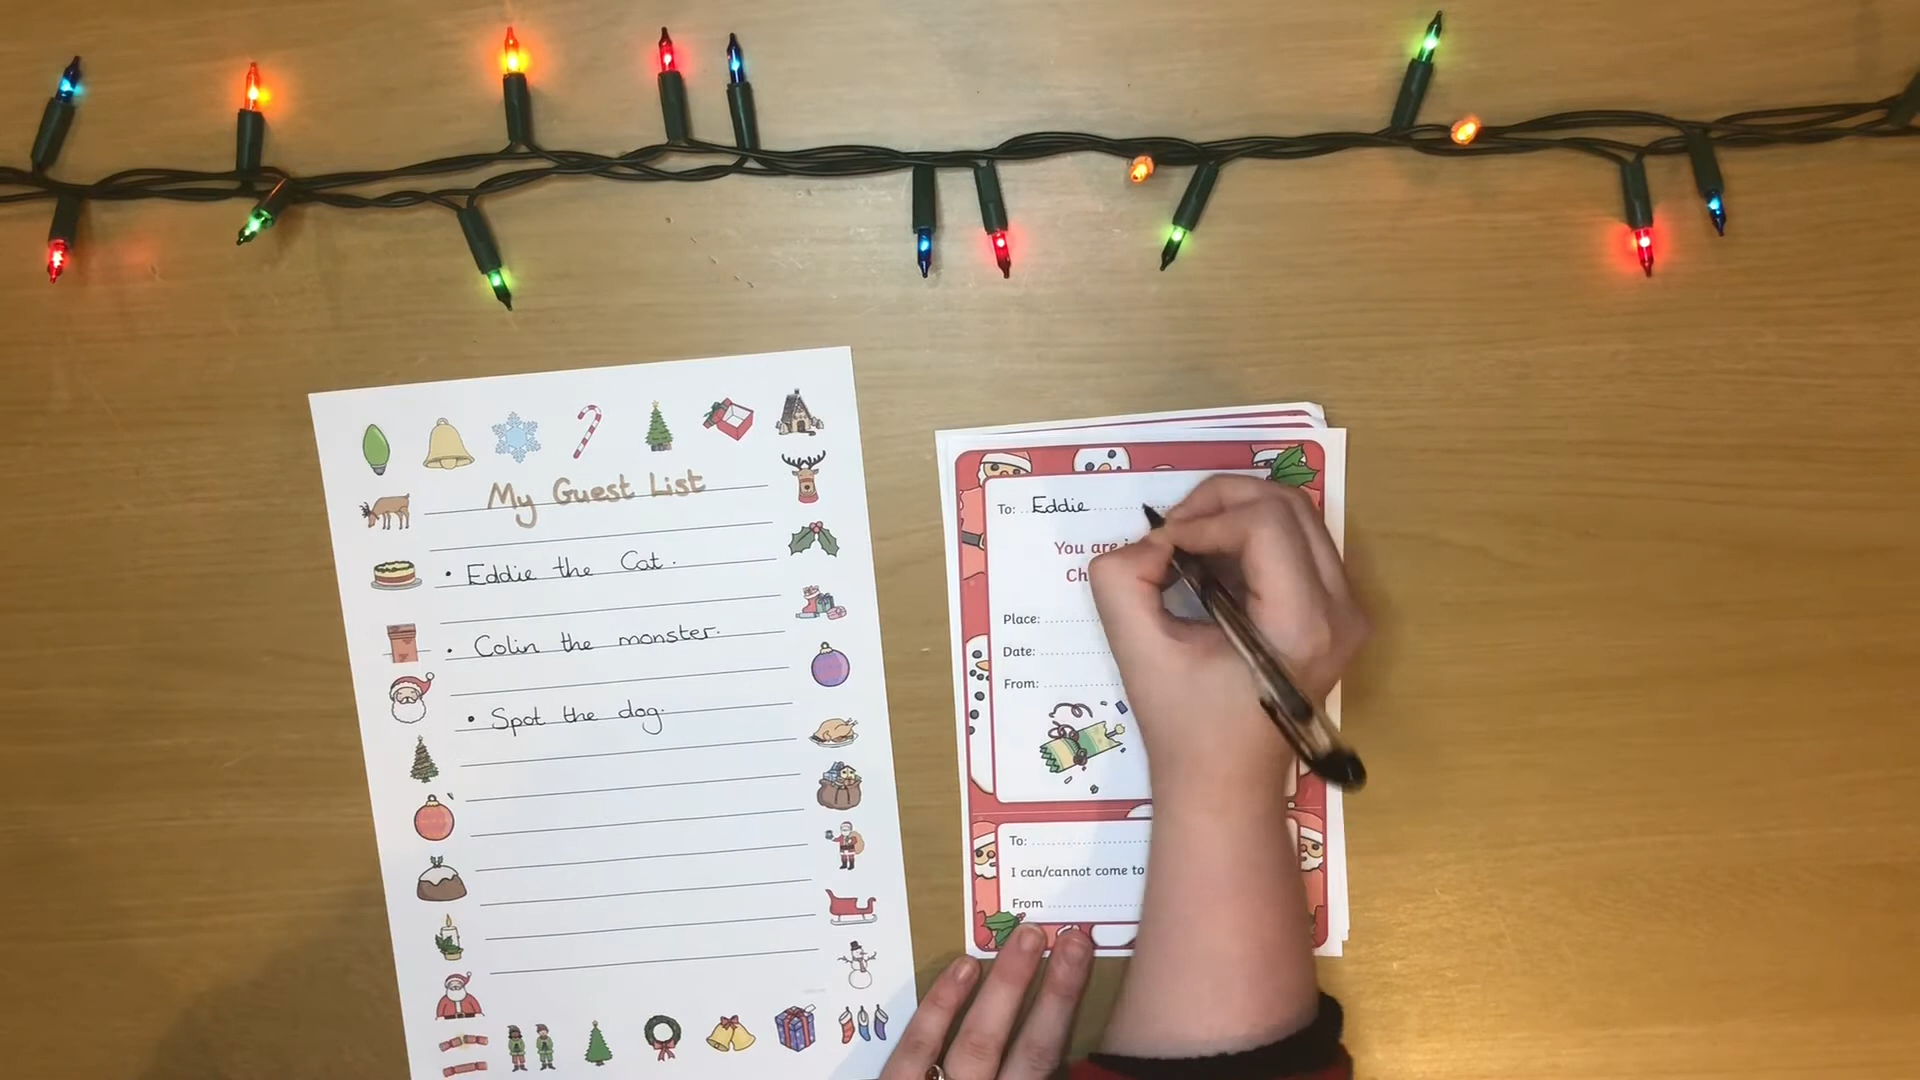 My Guest List
• Eddie the Cat.
• Colin the monster.
• Spot the dog.
To: Eddie
You are
Ch
Place:
Date:
From:
To:
I can/cannot come to
From